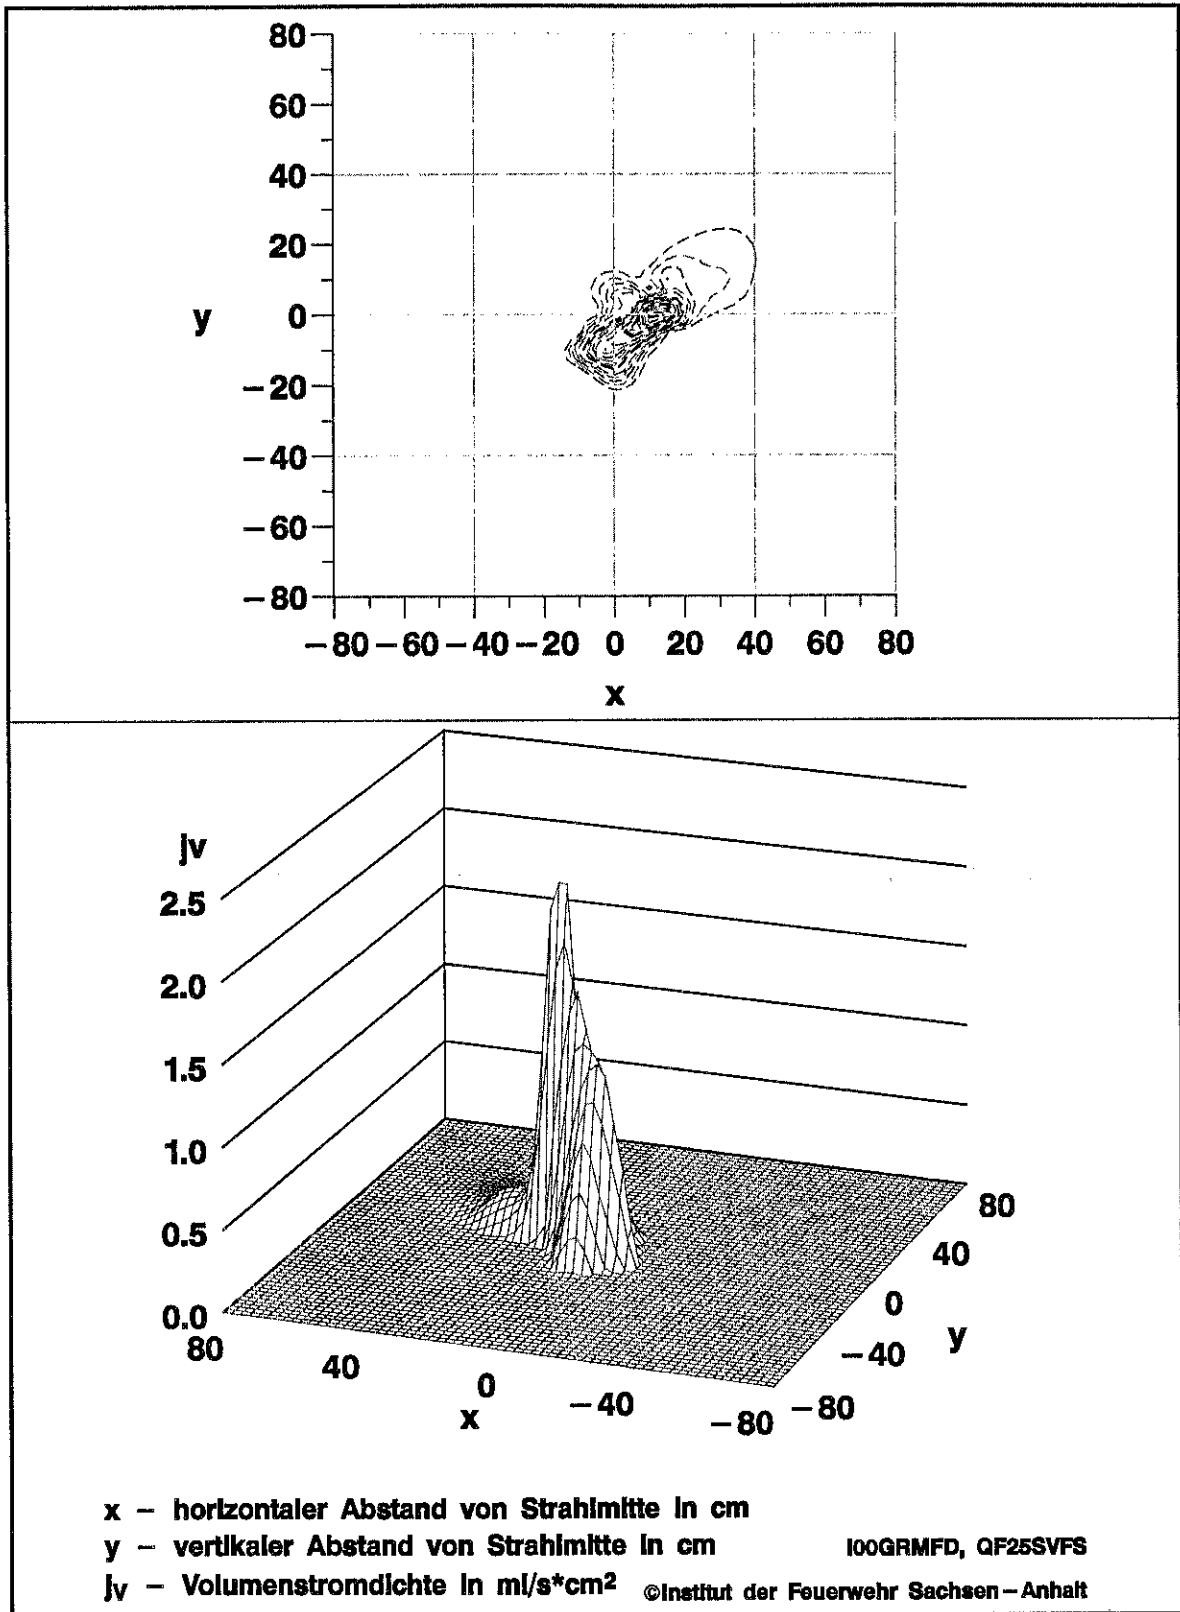 80
60
40
20
y 0
−20
−40
−60
−80
−80 −60 −40 −20 0 20 40 60 80
x
jv
2.5
2.0
1.5
1.0
0.5
0.0
80 40 0 −40 −80
x
80
40
0
−40
−80
y
x − horizontaler Abstand von Strahlmitte in cm
y − vertikaler Abstand von Strahlmitte in cm I00GRMFD, QF25SVFS
jv − Volumenstromdichte in ml/s*cm² ©Institut der Feuerwehr Sachsen−Anhalt